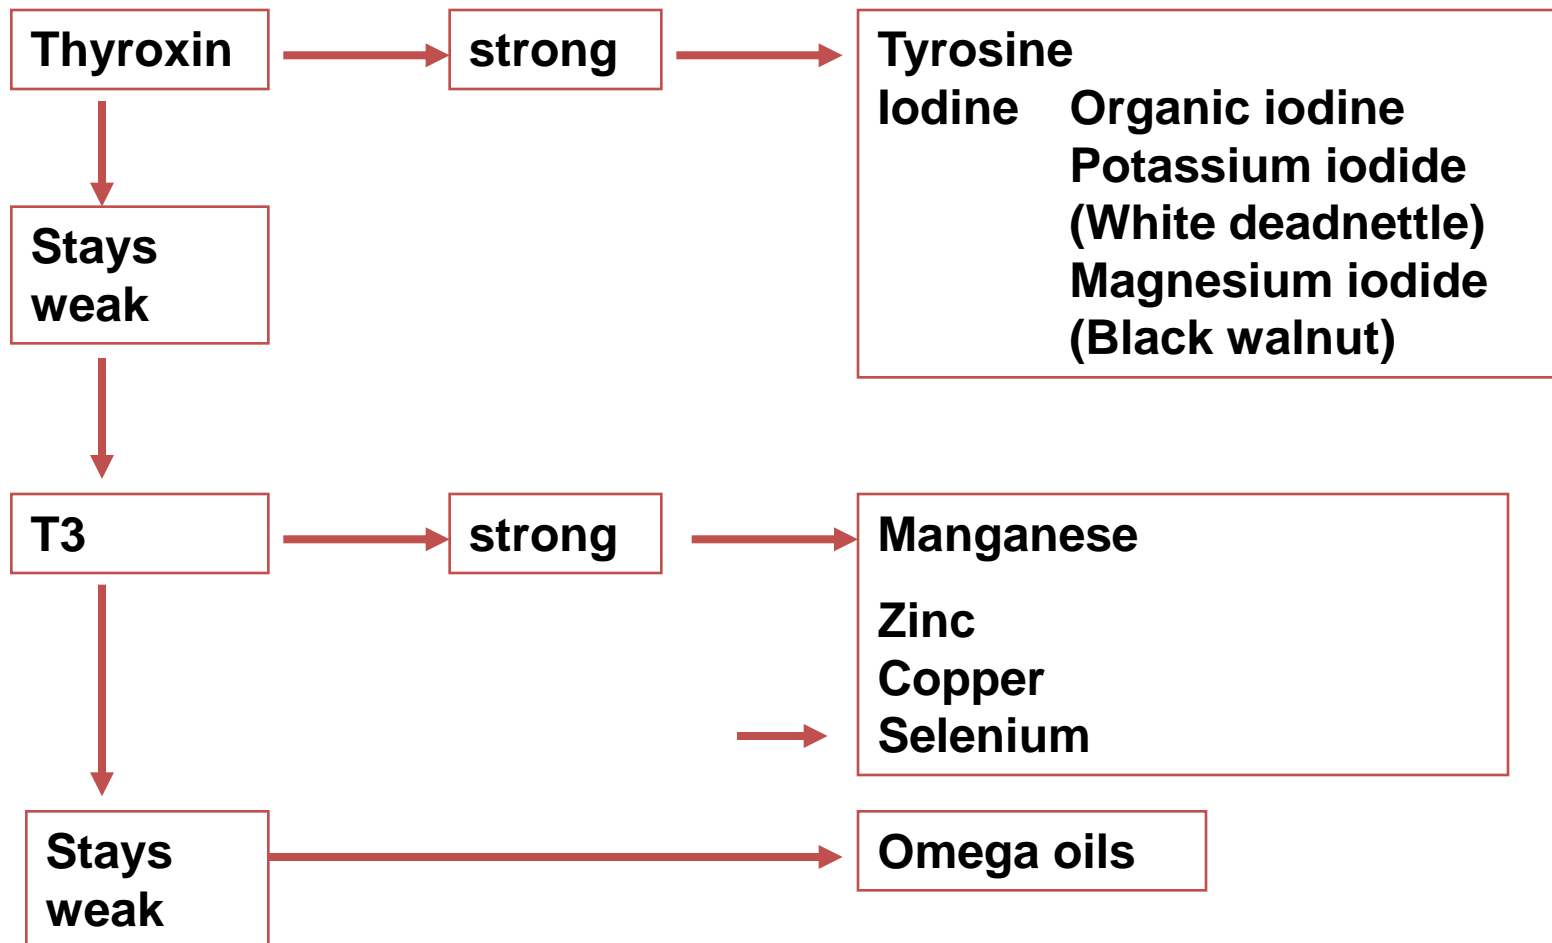 Thyroxin
strong
Tyrosine
Iodine Organic iodine
Potassium iodide
(White deadnettle)
Magnesium iodide
(Black walnut)
Stays
weak
T3
strong
Manganese
Zinc
Copper
Selenium
Stays
weak
Omega oils